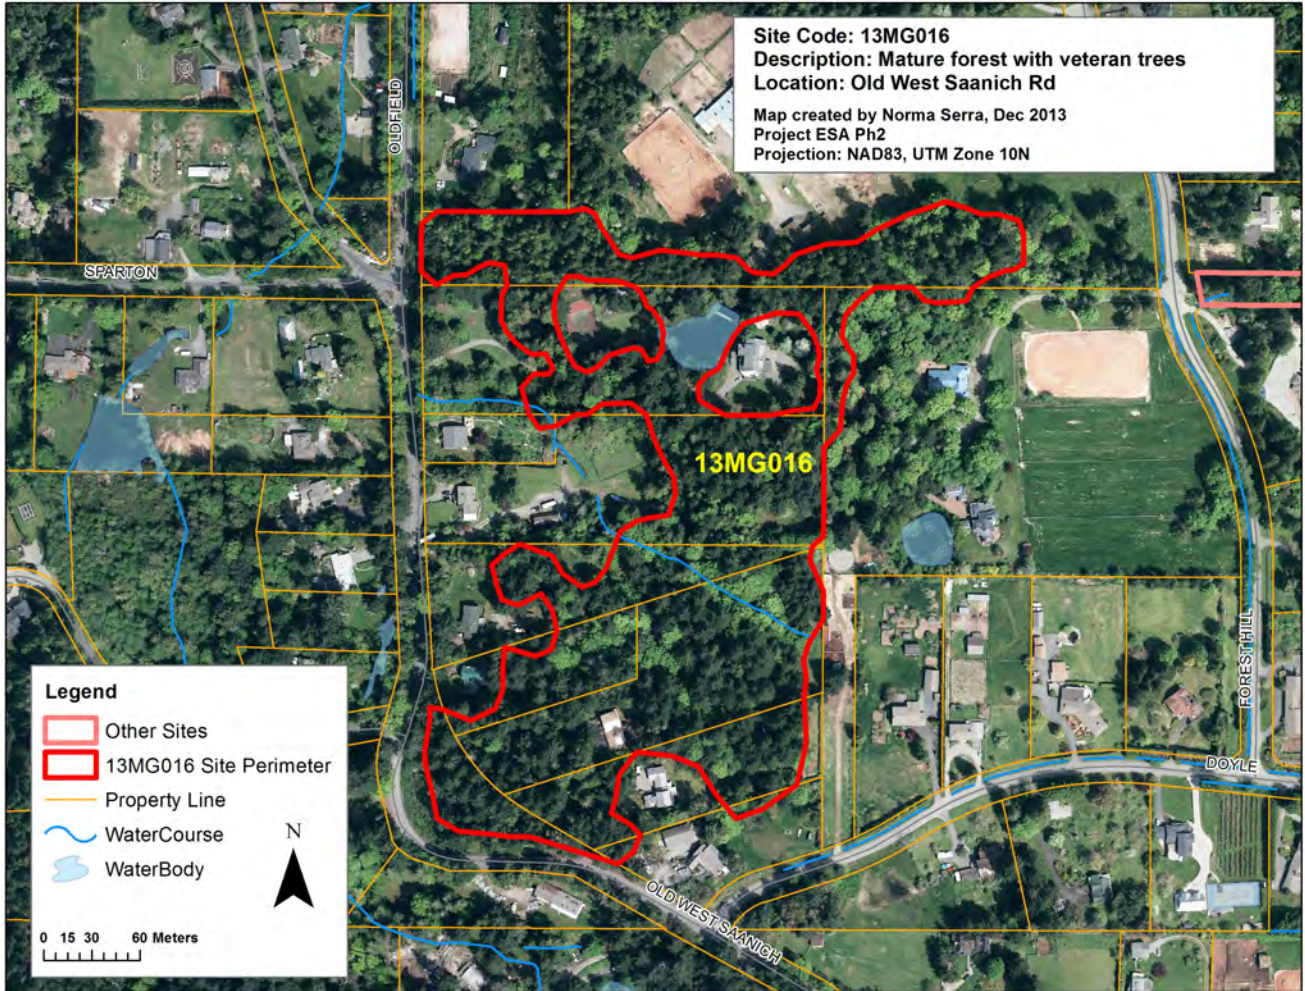 Site Code: 13MG016
Description: Mature forest with veteran trees
Location: Old West Saanich Rd
Map created by Norma Serra, Dec 2013
Project ESA Ph2
Projection: NAD83, UTM Zone 10N
OLDFIELD
SPARTON
13MG016
FOREST HILL
DOYLE
OLD WEST SAANICH
Legend
Other Sites
13MG016 Site Perimeter
Property Line
WaterCourse
WaterBody
N
0 15 30 60 Meters